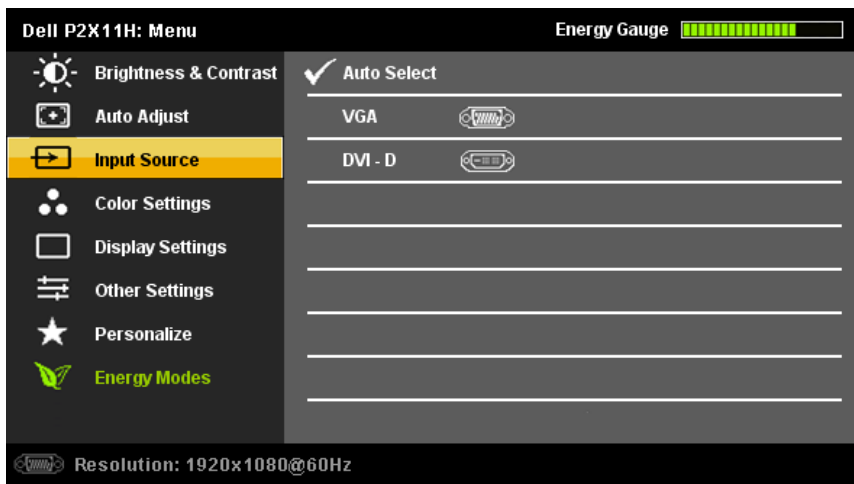 Dell P2X11H: Menu
Energy Gauge
Brightness & Contrast
Auto Select
Auto Adjust
VGA
Input Source
DVI - D
Color Settings
Display Settings
Other Settings
Personalize
Energy Modes
Resolution: 1920x1080@60Hz